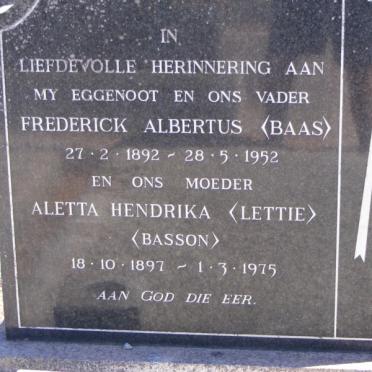 IN
LIEFDEVOLLE HERINNERING AAN
MY EGGENOOT EN ONS VADER
FREDERICK ALBERTUS <BAAS>
27·2·1892 ~ 28·5·1952
EN ONS MOEDER
ALETTA HENDRIKA <LETTIE>
<BASSON>
18·10·1897 ~ 1·3·1975
AAN GOD DIE EER.